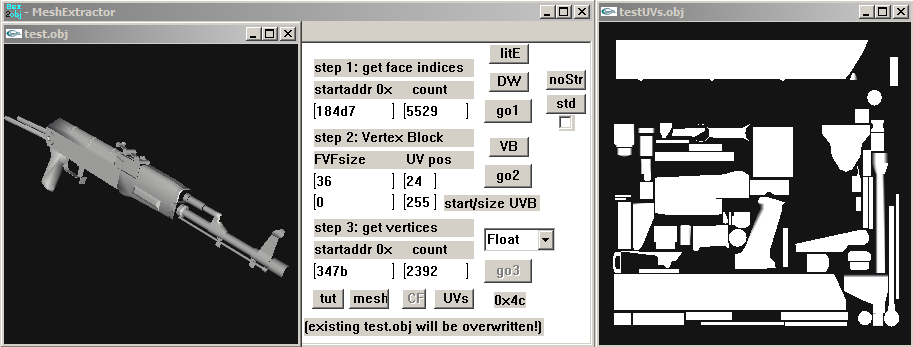 Hex 2obj - MeshExtractor
testUVs.obj
test.obj
litE
step 1: get face indices
DW
noStr
startaddr 0x count
std
[184d7 ] [5529 ]
go1
step 2: Vertex Block
VB
FVFsize UV pos
go2
[36 ] [24 ]
[0 ] [255 ] start/size UVB
step 3: get vertices
Float
startaddr 0x count
[347b ] [2392 ]
go3
tut mesh CF UVs 0x4c
(existing test.obj will be overwritten!)